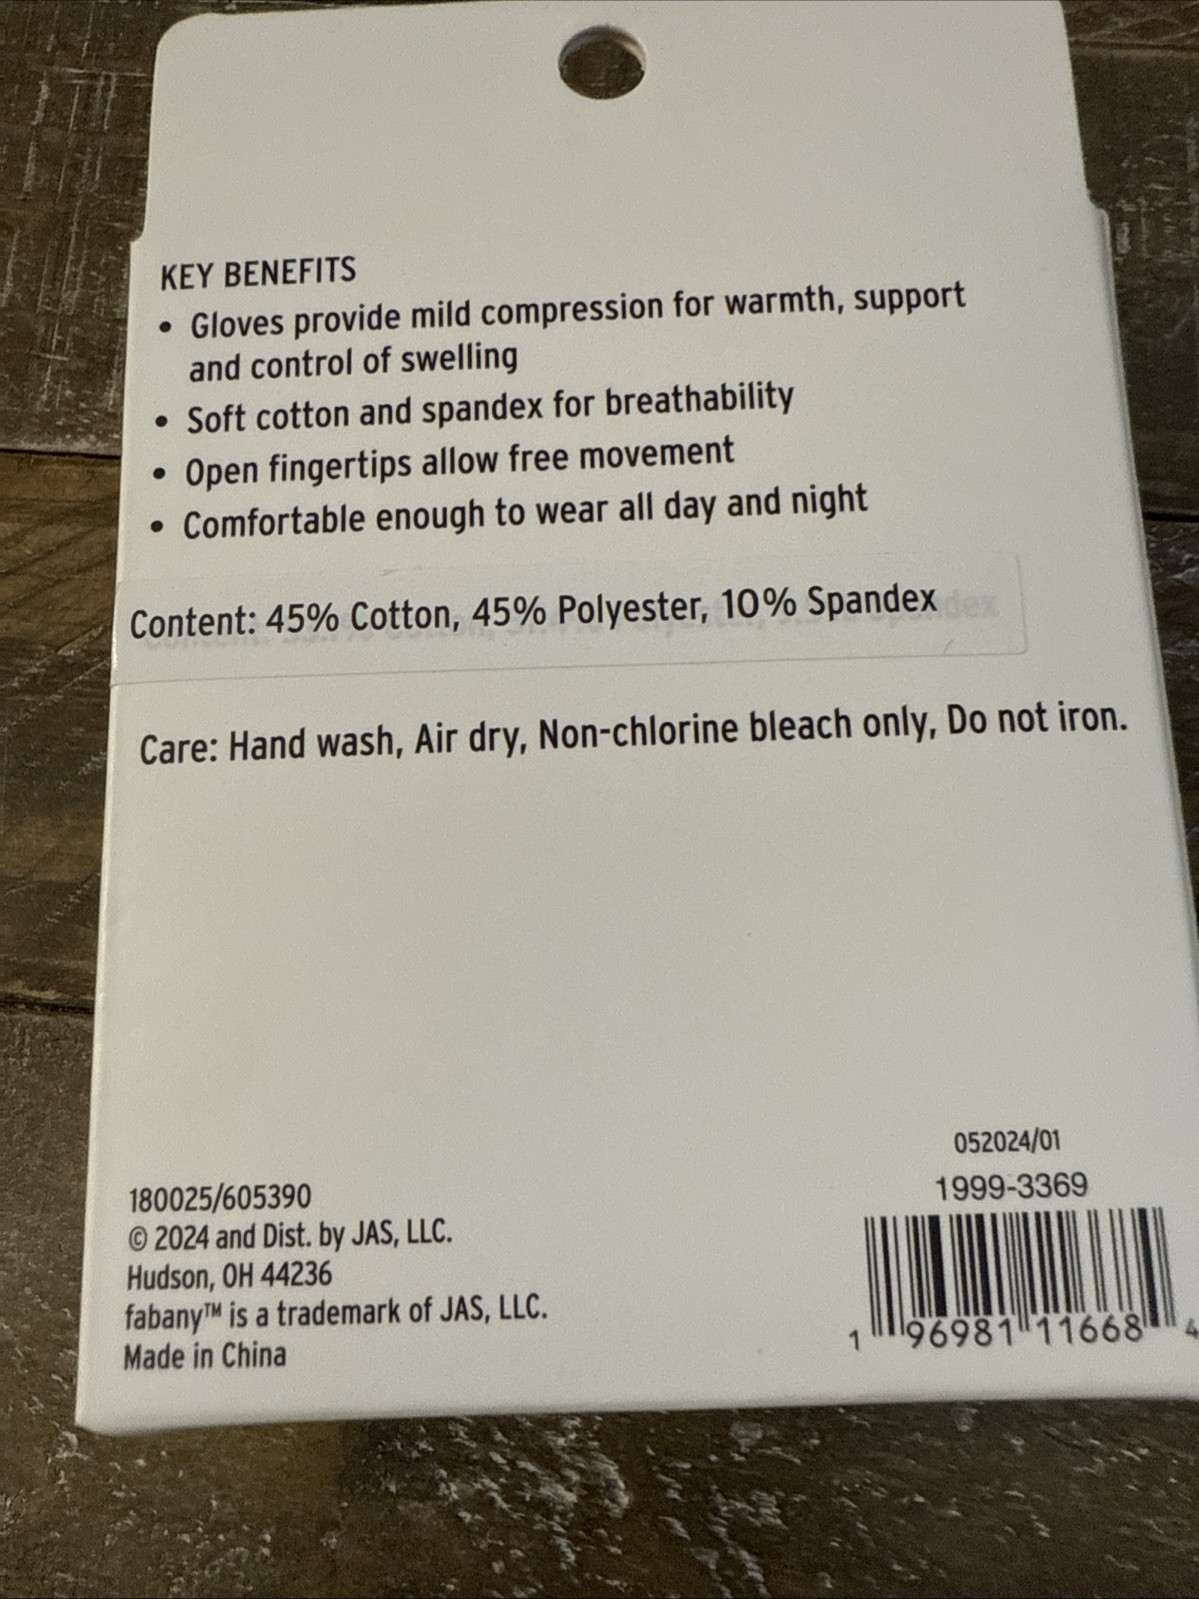 KEY BENEFITS
• Gloves provide mild compression for warmth, support
and control of swelling
• Soft cotton and spandex for breathability
• Open fingertips allow free movement
• Comfortable enough to wear all day and night
Content: 45% Cotton, 45% Polyester, 10% Spandex
Care: Hand wash, Air dry, Non-chlorine bleach only, Do not iron.
052024/01
1999-3369
1 96981 11668 4
180025/605390
© 2024 and Dist. by JAS, LLC.
Hudson, OH 44236
fabany™ is a trademark of JAS, LLC.
Made in China